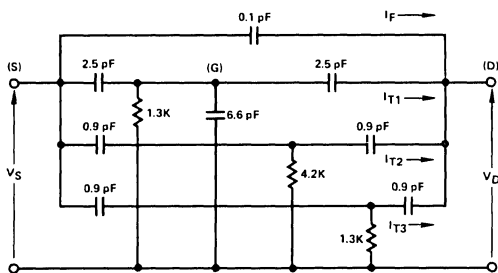 0.1 pF
I_F
(S)
2.5 pF
(G)
2.5 pF
(D)
I_T1
1.3K
6.6 pF
0.9 pF
0.9 pF
I_T2
V_S
4.2K
V_D
0.9 pF
0.9 pF
I_T3
1.3K